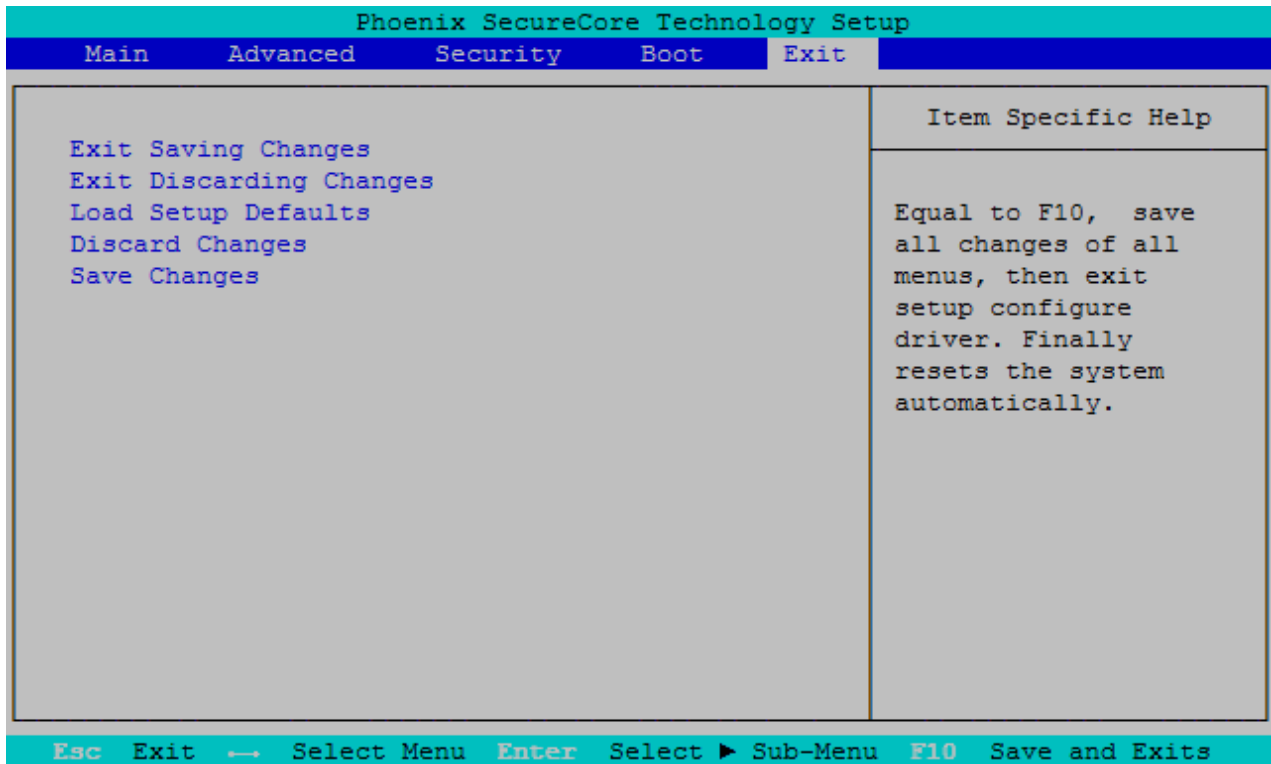 Phoenix SecureCore Technology Setup
Main Advanced Security Boot Exit
Exit Saving Changes
Exit Discarding Changes
Load Setup Defaults
Discard Changes
Save Changes
Item Specific Help
Equal to F10, save
all changes of all
menus, then exit
setup configure
driver. Finally
resets the system
automatically.
Esc Exit ↔ Select Menu Enter Select ► Sub-Menu F10 Save and Exits